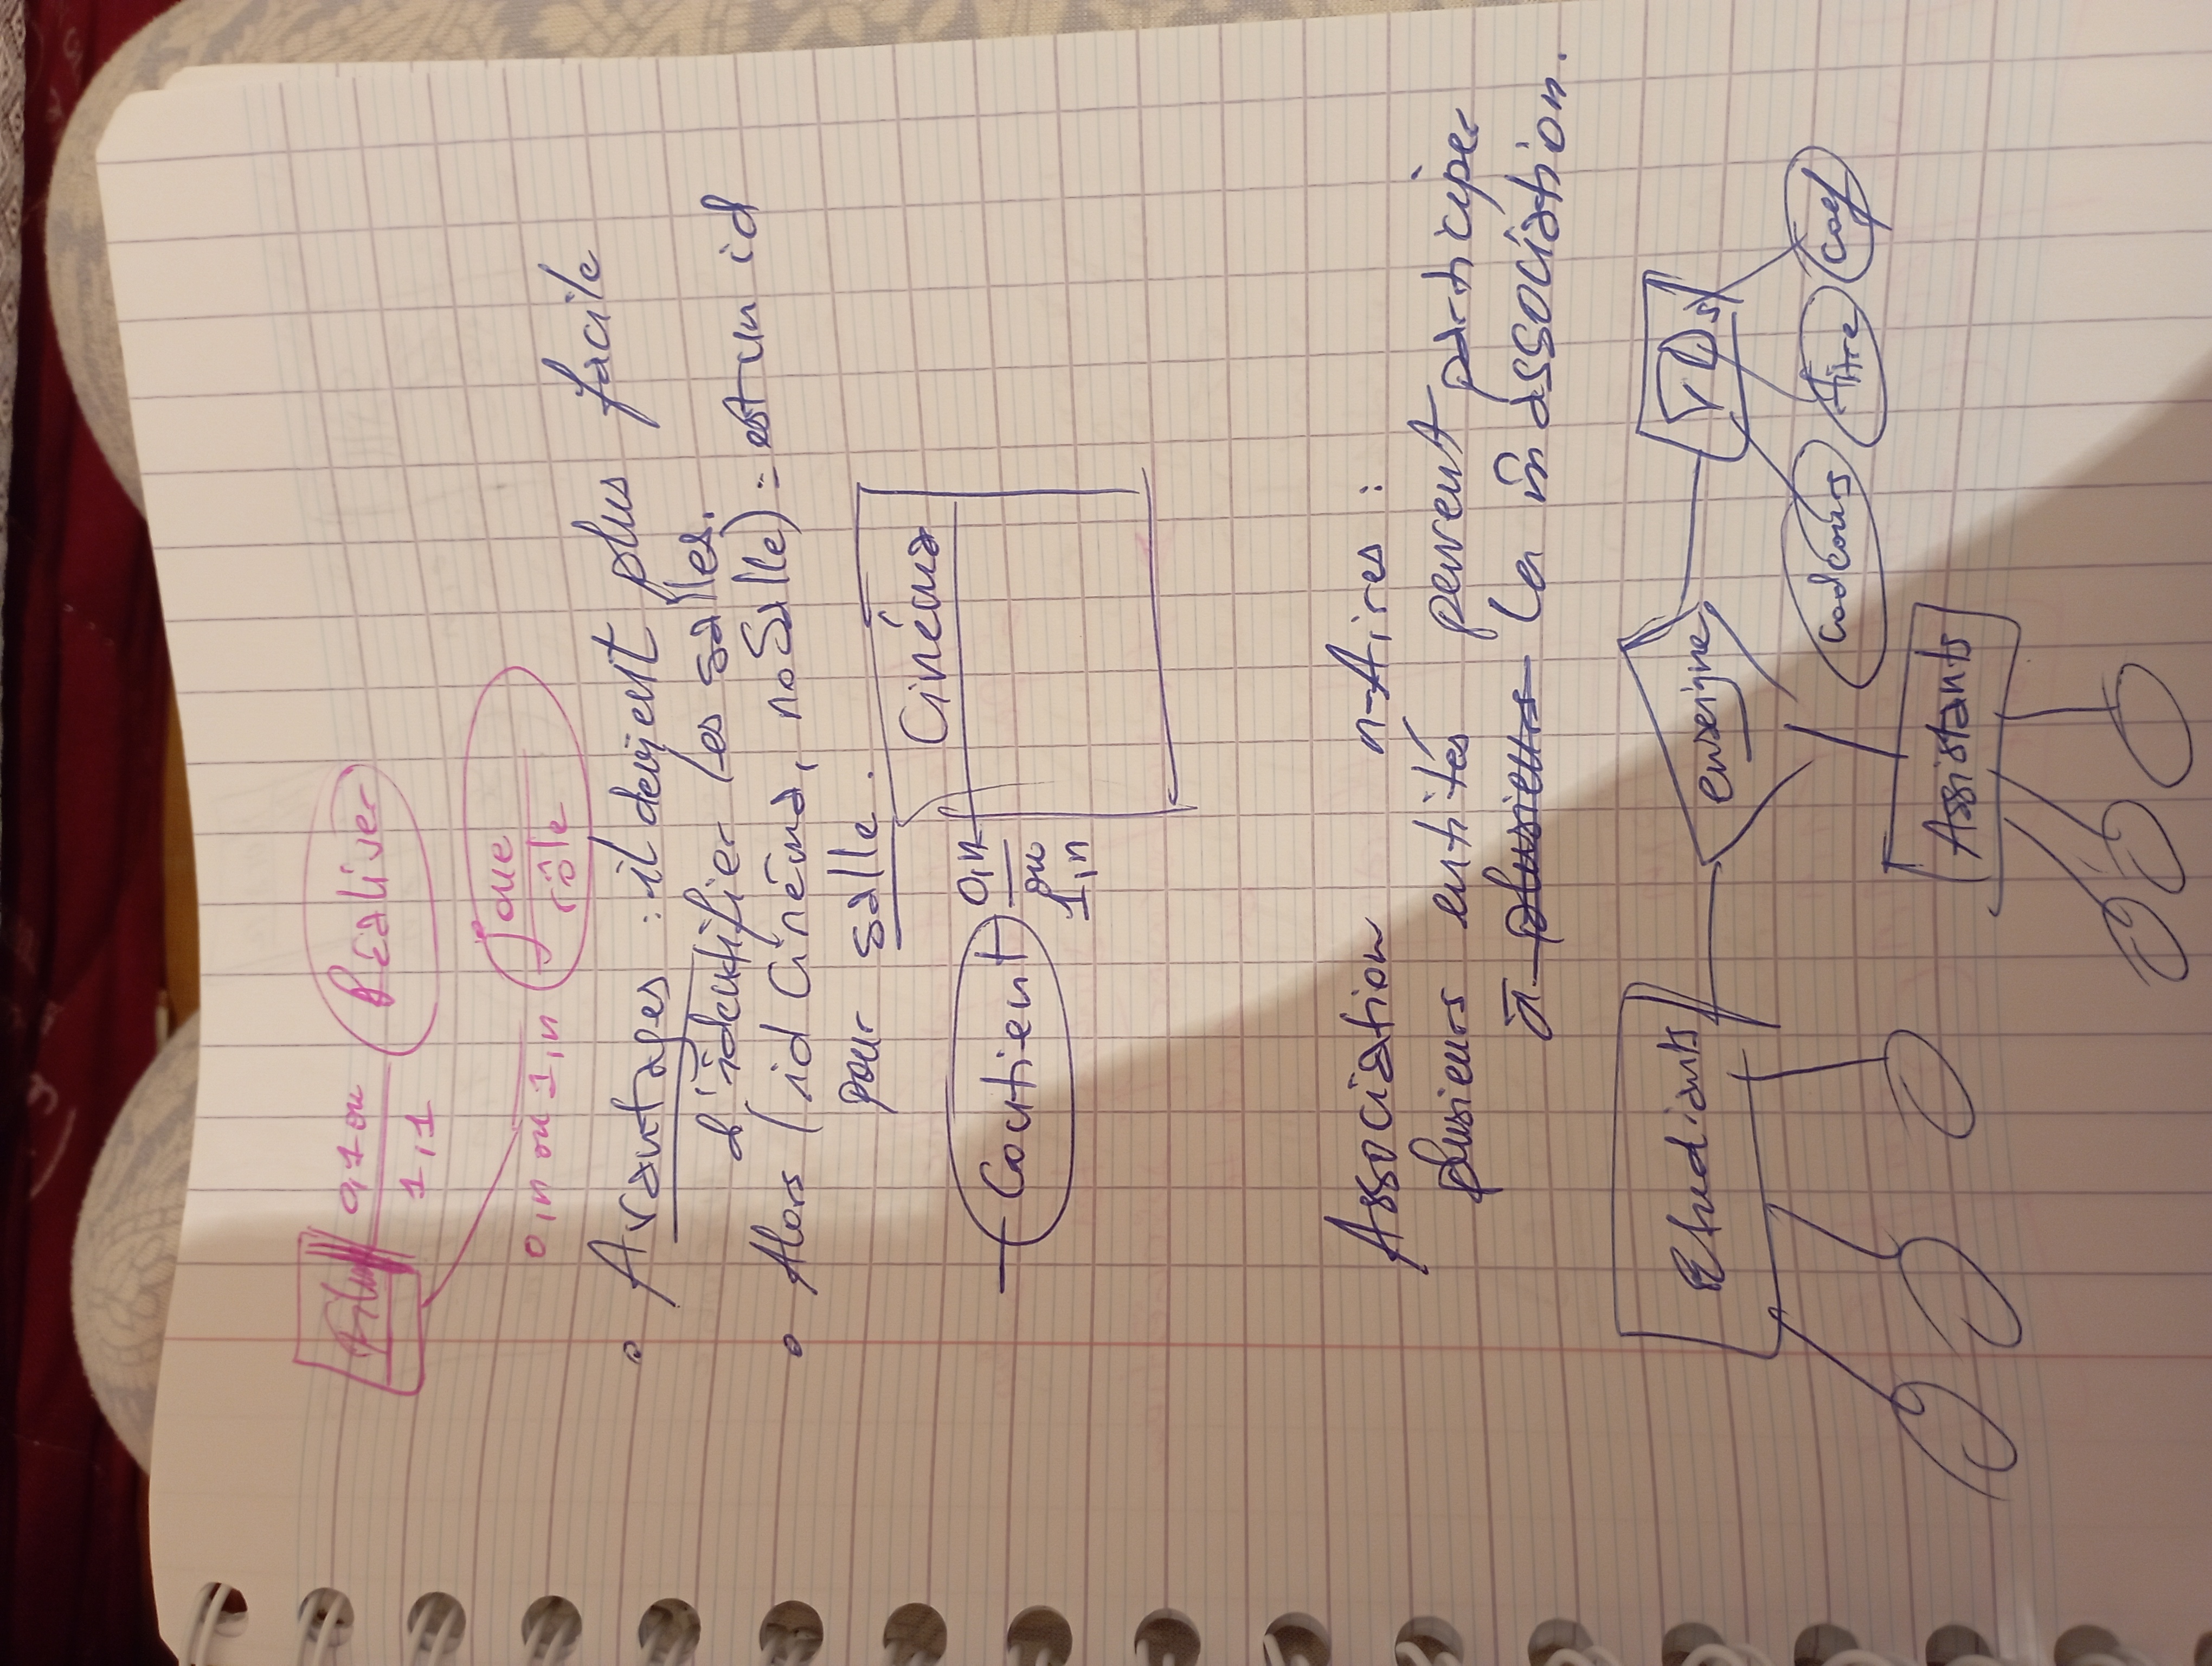 Film
0,1 ou
1,1
Réaliser
0,n ou 1,n
joue
rôle
• Avantages : il devient plus facile
d'identifier les salles.
• Alors (id Cinéma, noSalle) = est un id
pour salle.
Cinéma
Contient
0,n
ou
1,n
Association n-Aires :
plusieurs entités peuvent participer
à plusieurs la m̂ association.
Etudiants
enseigne
TDs
codcours
titre
coef
Assistants